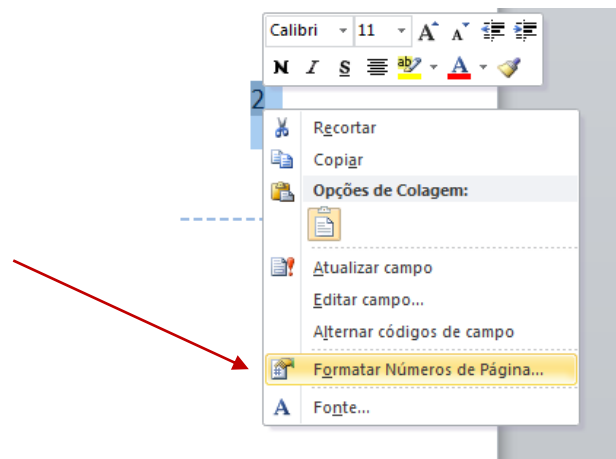 Calibri 11 A A
N I S ab A
2
Recortar
Copiar
Opções de Colagem:
Atualizar campo
Editar campo...
Alternar códigos de campo
Formatar Números de Página...
A Fonte...